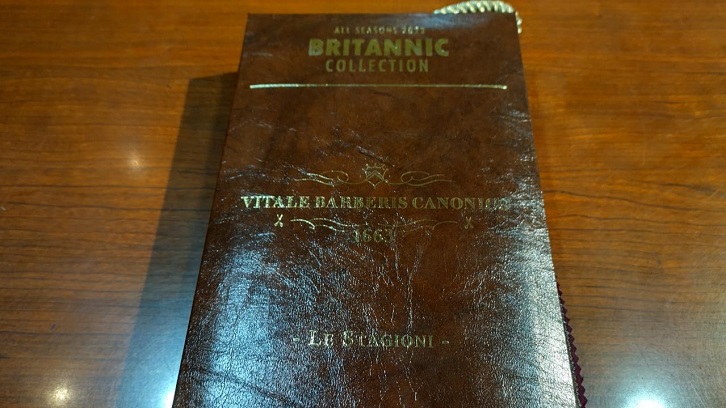 ALL SEASONS 2013
BRITANNIC
COLLECTION
VITALE BARBERIS CANONICO
1663
- LE STAGIONI -